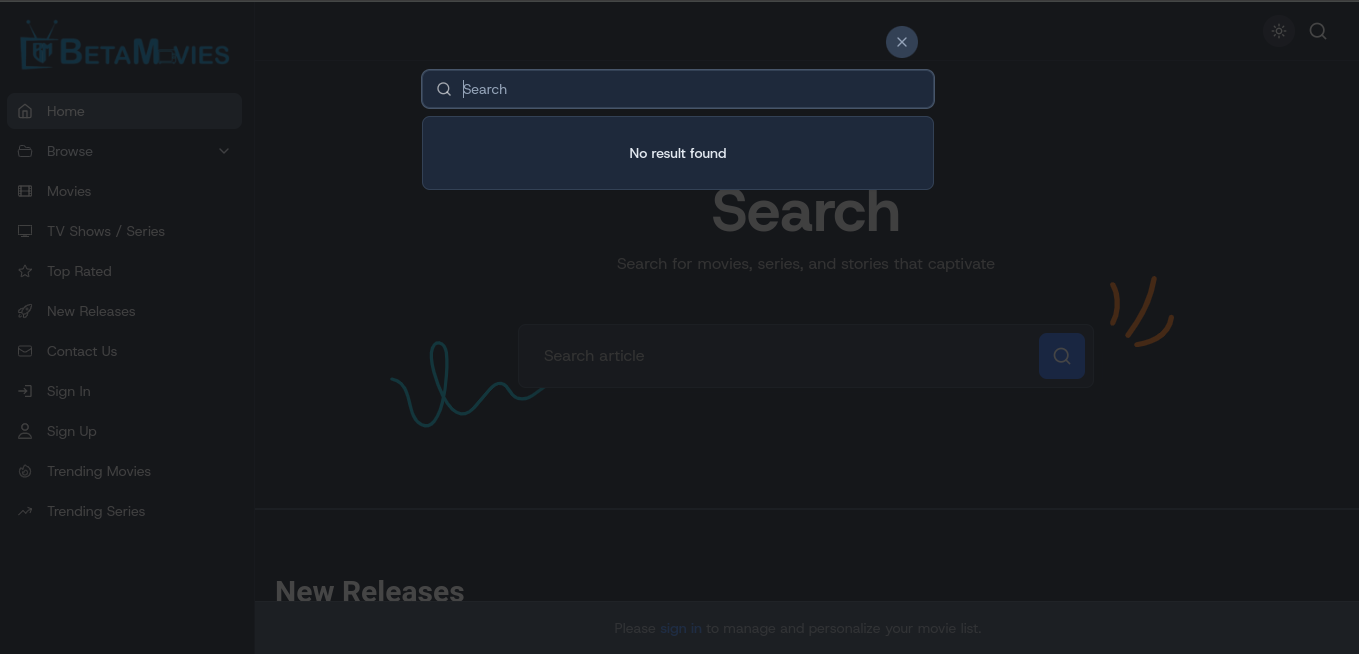 BETAMOVIES
Home
Browse
Movies
TV Shows / Series
Top Rated
New Releases
Contact Us
Sign In
Sign Up
Trending Movies
Trending Series
Search
No result found
Search
Search for movies, series, and stories that captivate
Search article
New Releases
Please sign in to manage and personalize your movie list.